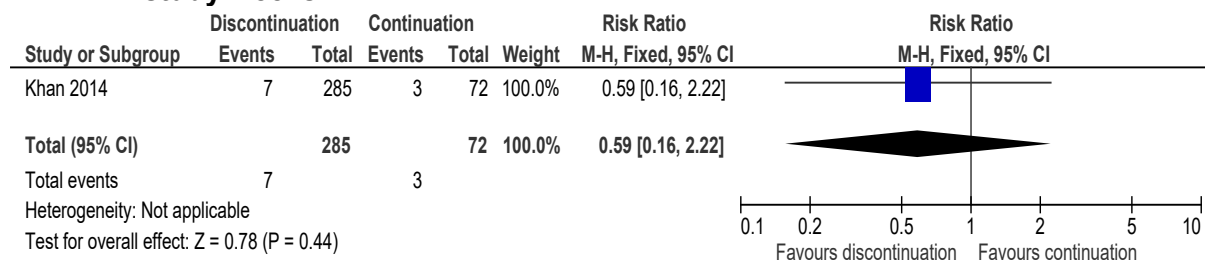 Discontinuation Continuation Risk Ratio Risk Ratio
Study or Subgroup Events Total Events Total Weight M-H, Fixed, 95% CI M-H, Fixed, 95% CI
Khan 2014 7 285 3 72 100.0% 0.59 [0.16, 2.22]
Total (95% CI) 285 72 100.0% 0.59 [0.16, 2.22]
Total events 7 3
Heterogeneity: Not applicable
Test for overall effect: Z = 0.78 (P = 0.44)
0.1 0.2 0.5 1 2 5 10
Favours discontinuation Favours continuation